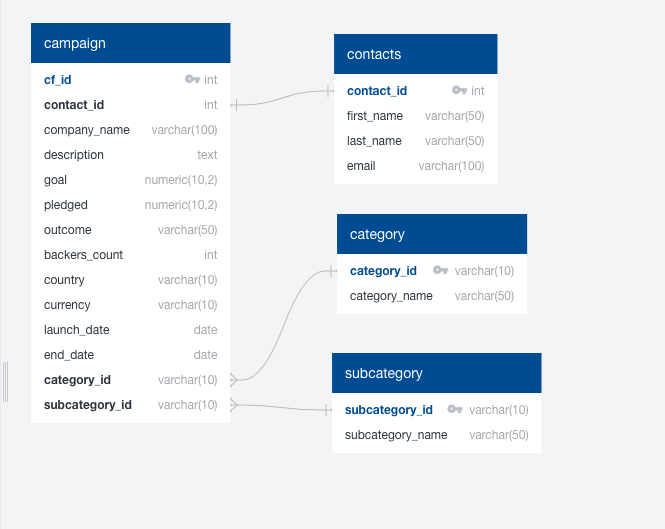 campaign
cf_id int
contact_id int
company_name varchar(100)
description text
goal numeric(10,2)
pledged numeric(10,2)
outcome varchar(50)
backers_count int
country varchar(10)
currency varchar(10)
launch_date date
end_date date
category_id varchar(10)
subcategory_id varchar(10)
contacts
contact_id int
first_name varchar(50)
last_name varchar(50)
email varchar(100)
category
category_id varchar(10)
category_name varchar(50)
subcategory
subcategory_id varchar(10)
subcategory_name varchar(50)